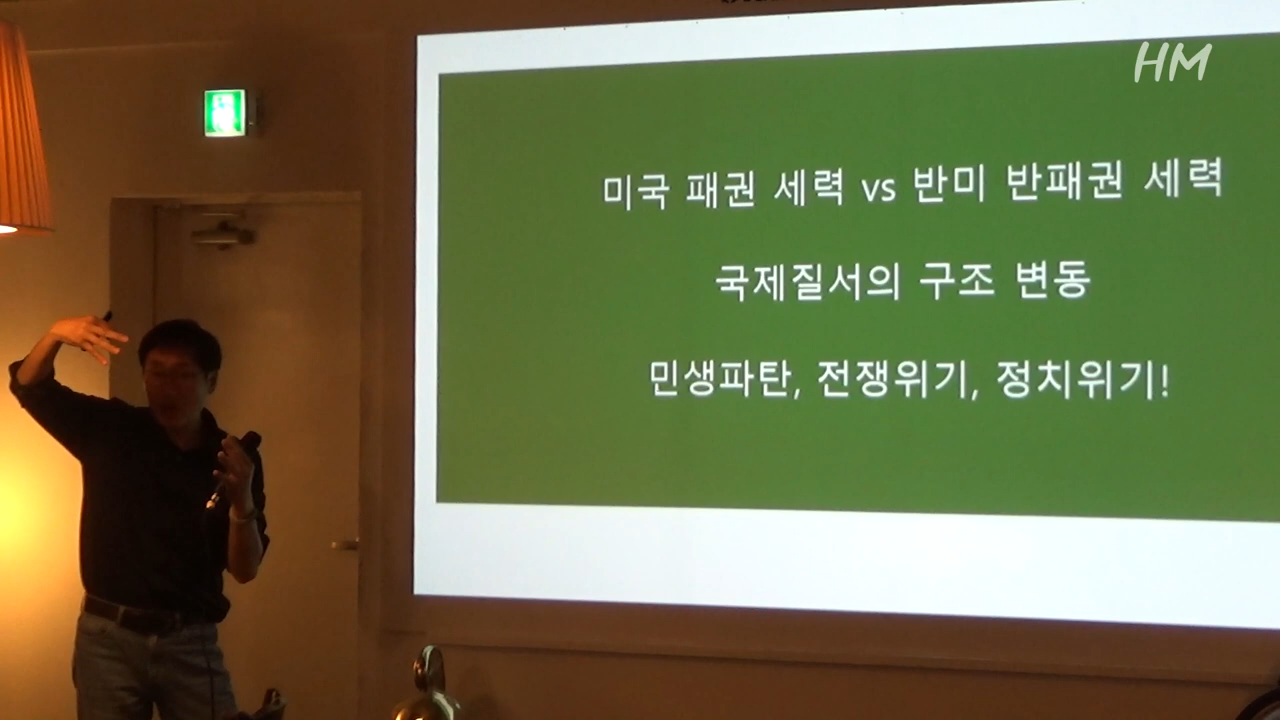 HM
미국 패권 세력 vs 반미 반패권 세력
국제질서의 구조 변동
민생파탄, 전쟁위기, 정치위기!